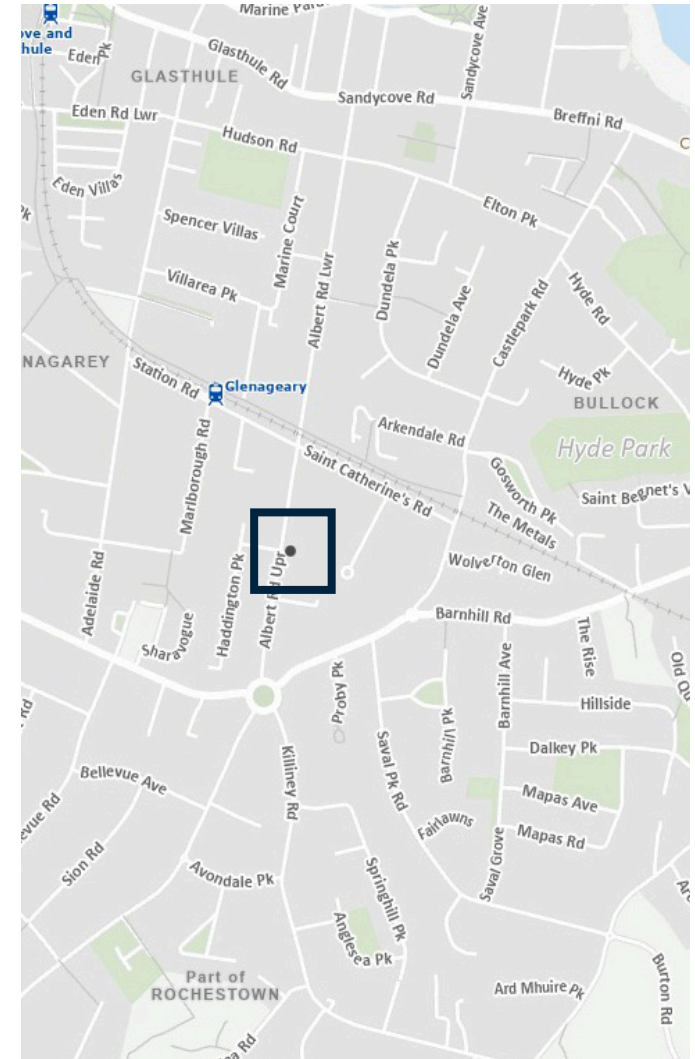 Marine Par
ove and
hule
Eden Pk
Glasthule Rd
Sandycove Ave
GLASTHULE
Sandycove Rd
Eden Rd Lwr
Breffni Rd
Hudson Rd
C
Eden Villas
Elton Pk
Pk
Spencer Villas
Marine Court
Albert Rd Lwr
Dundela Pk
Villarea Pk
Dundela Ave
Castlepark Rd
Hyde Rd
NAGAREY
Station Rd
Glenageary
Hyde Pk
BULLOCK
Marlborough Rd
Arkendale Rd
Hyde Park
Saint Catherine's Rd
Gosworth Pk
Saint Begnet's V
The Metals
Adelaide Rd
Haddington Pk
Albert Rd Upr
Wolverton Glen
Sharavogue
Barnhill Rd
The Rise
Old Qu
Rd
Proby Pk
Barnhill Ave
Hillside
Barnhill Pk
Killiney Rd
Saval Pk Rd
Dalkey Pk
Bellevue Ave
Mapas Ave
evue Rd
Fairlawns
Mapas Rd
Sion Rd
Saval Grove
Avondale Pk
Springhill Pk
Anglesea Pk
Part of
ROCHESTOWN
Ard Mhuire Pk
Burton Rd
a Rd